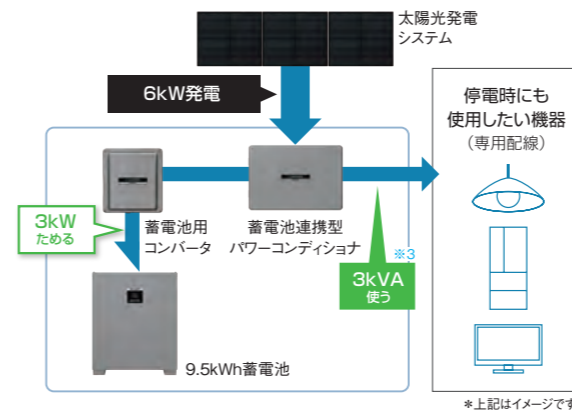 太陽光発電
システム
6kW発電
停電時にも
使用したい機器
（専用配線）
3kW
ためる
蓄電池用
コンバータ
蓄電池連携型
パワーコンディショナ
※3
3kVA
使う
9.5kWh蓄電池
＊上記はイメージです